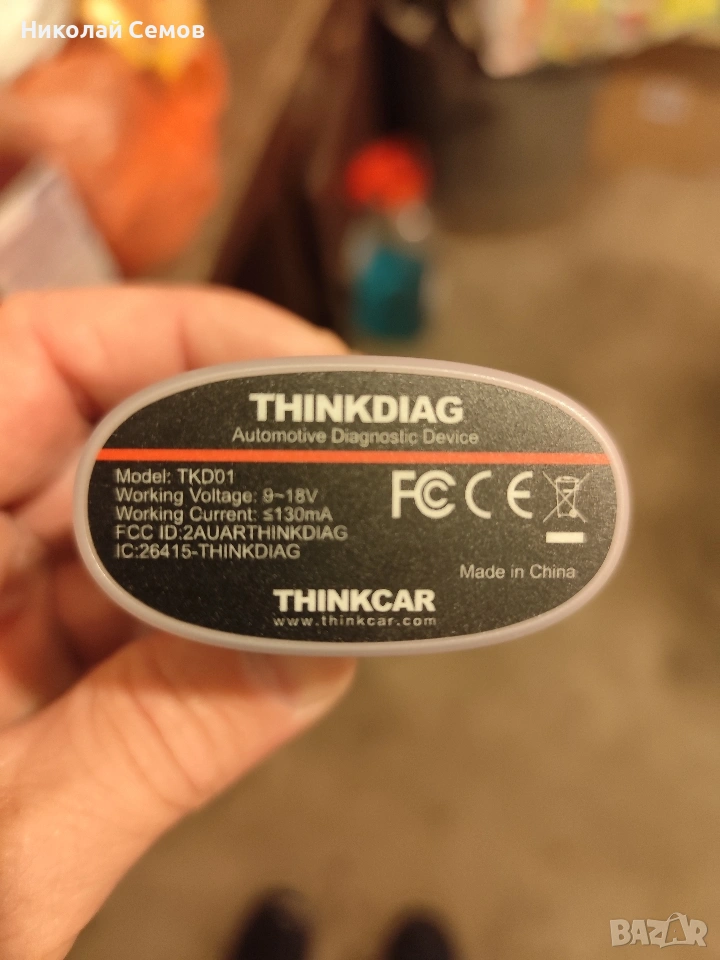 Николай Семов
THINKDIAG
Automotive Diagnostic Device
Model: TKD01
Working Voltage: 9~18V
Working Current: ≤130mA
FCC ID:2AUARTHINKDIAG
IC:26415-THINKDIAG
FC CE
Made in China
THINKCAR
www.thinkcar.com
BAZAR